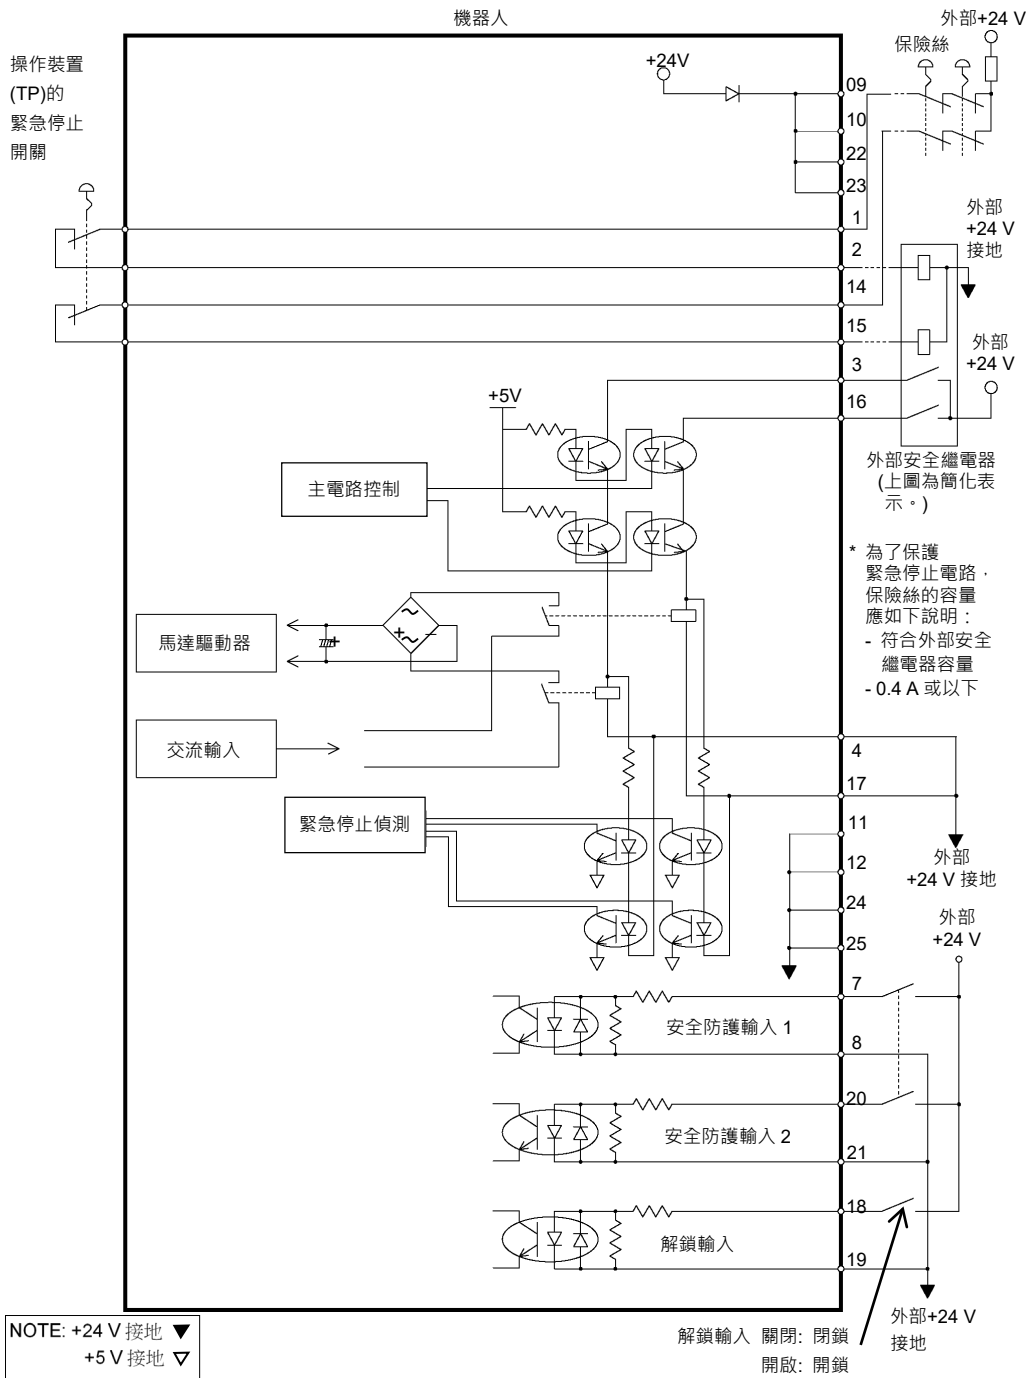 機器人
外部+24 V
保險絲
操作裝置
(TP)的
緊急停止
開關
+24V
09
10
22
23
1
外部
+24 V
接地
2
14
15
外部
+24 V
3
16
+5V
外部安全繼電器
(上圖為簡化表
示。)
主電路控制
* 為了保護
緊急停止電路，
保險絲的容量
應如下說明：
- 符合外部安全
繼電器容量
- 0.4 A 或以下
馬達驅動器
交流輸入
4
17
緊急停止偵測
11
12
24
25
外部
+24 V 接地
外部
+24 V
7
安全防護輸入 1
8
20
安全防護輸入 2
21
18
解鎖輸入
19
外部+24 V
接地
解鎖輸入 關閉: 閉鎖
開啟: 開鎖
NOTE: +24 V 接地 ▼
+5 V 接地 ▽